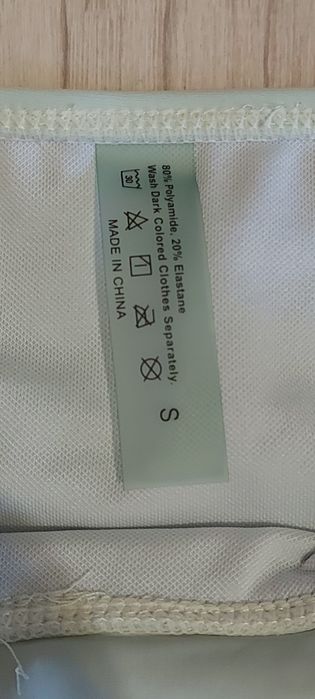 80% Polyamide, 20% Elastane
Wash Dark Colored Clothes Separately.
30
MADE IN CHINA
S